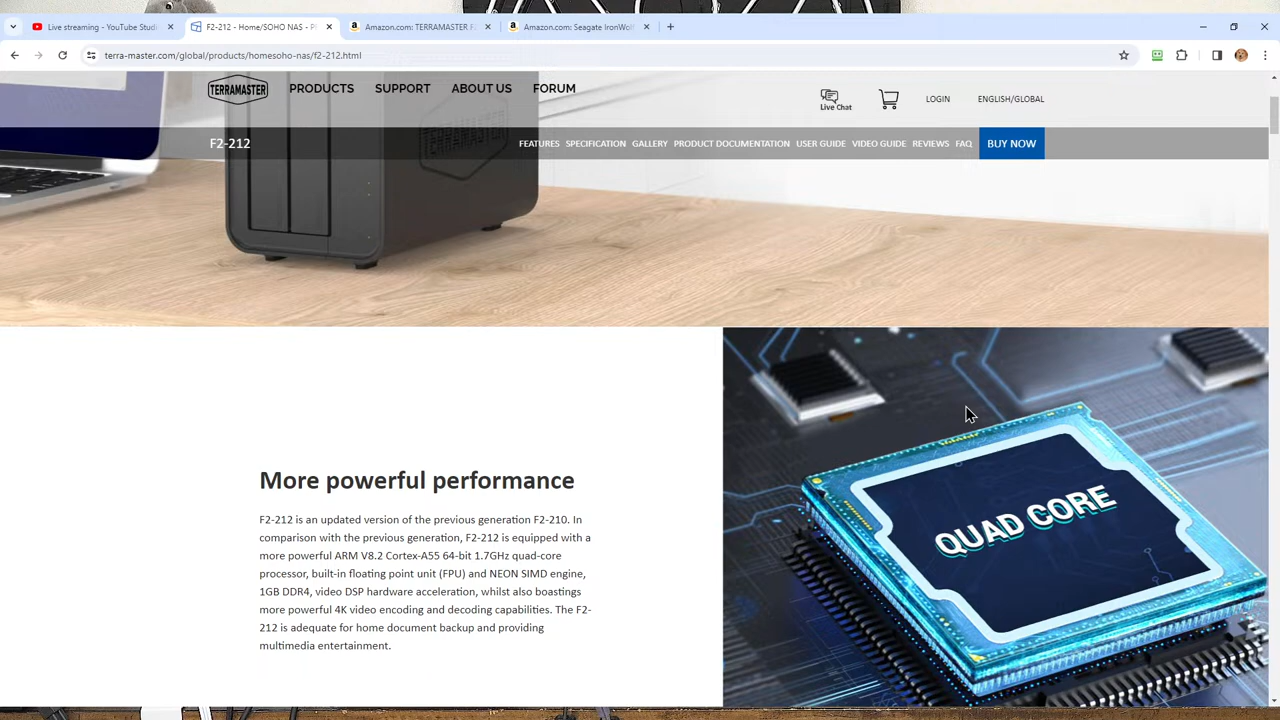 Live streaming - YouTube Studi
F2-212 - Home/SOHO NAS - P
Amazon.com: TERRAMASTER F
Amazon.com: Seagate IronWolf
terra-master.com/global/products/homesoho-nas/f2-212.html
TERRAMASTER
PRODUCTS SUPPORT ABOUT US FORUM
Live Chat
LOGIN
ENGLISH/GLOBAL
F2-212
FEATURES SPECIFICATION GALLERY PRODUCT DOCUMENTATION USER GUIDE VIDEO GUIDE REVIEWS FAQ BUY NOW
TERRAMASTER
More powerful performance
F2-212 is an updated version of the previous generation F2-210. In
comparison with the previous generation, F2-212 is equipped with a
more powerful ARM V8.2 Cortex-A55 64-bit 1.7GHz quad-core
processor, built-in floating point unit (FPU) and NEON SIMD engine,
1GB DDR4, video DSP hardware acceleration, whilst also boastings
more powerful 4K video encoding and decoding capabilities. The F2-
212 is adequate for home document backup and providing
multimedia entertainment.
QUAD CORE